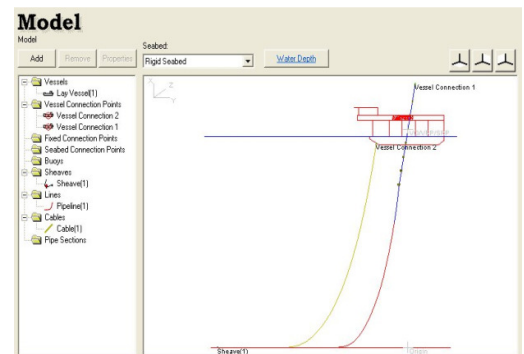 Model
Model
Add Remove Properties
Seabed:
Rigid Seabed
Water Depth
Vessels
Lay Vessel(1)
Vessel Connection Points
Vessel Connection 2
Vessel Connection 1
Fixed Connection Points
Seabed Connection Points
Buoys
Sheaves
Sheave(1)
Lines
Pipeline(1)
Cables
Cable(1)
Pipe Sections
X
Z
Y
Vessel Connection 1
Vessel Connection 2
Sheave(1)
Origin